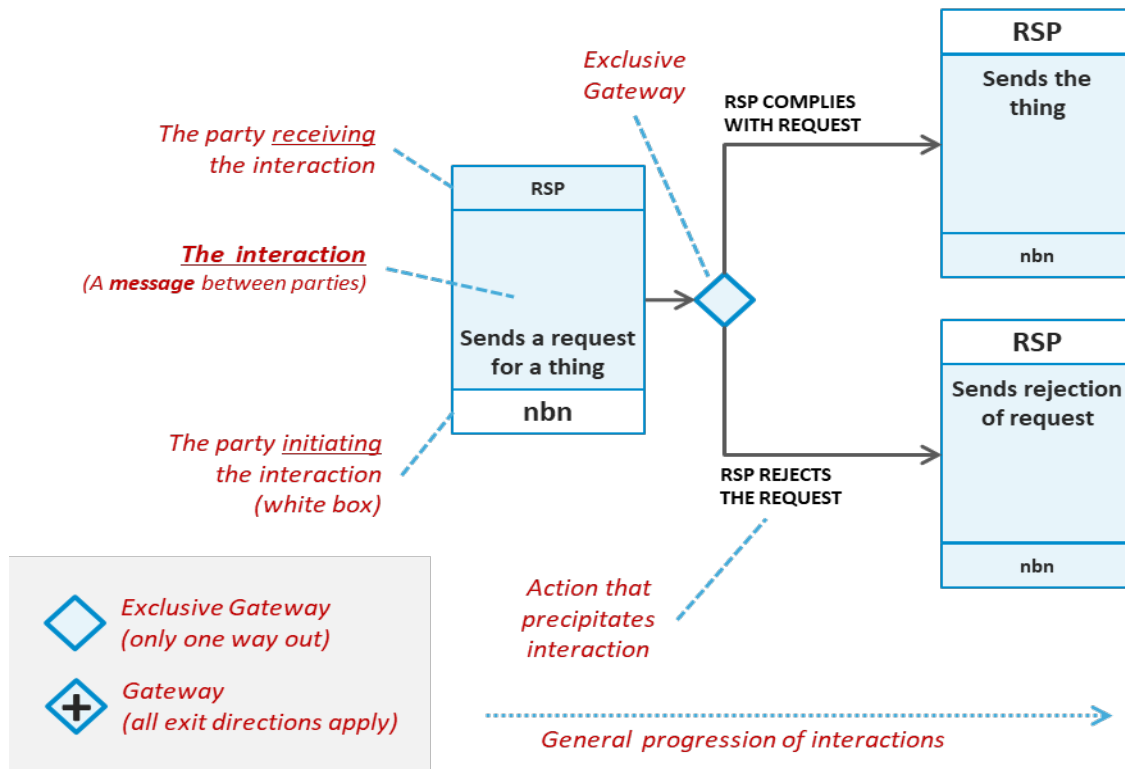 RSP
Sends the
thing
nbn
Exclusive
Gateway
RSP COMPLIES
WITH REQUEST
The party receiving
the interaction
RSP
The interaction
(A message between parties)
Sends a request
for a thing
nbn
The party initiating
the interaction
(white box)
RSP
Sends rejection
of request
nbn
RSP REJECTS
THE REQUEST
Action that
precipitates
interaction
Exclusive Gateway
(only one way out)
Gateway
(all exit directions apply)
General progression of interactions